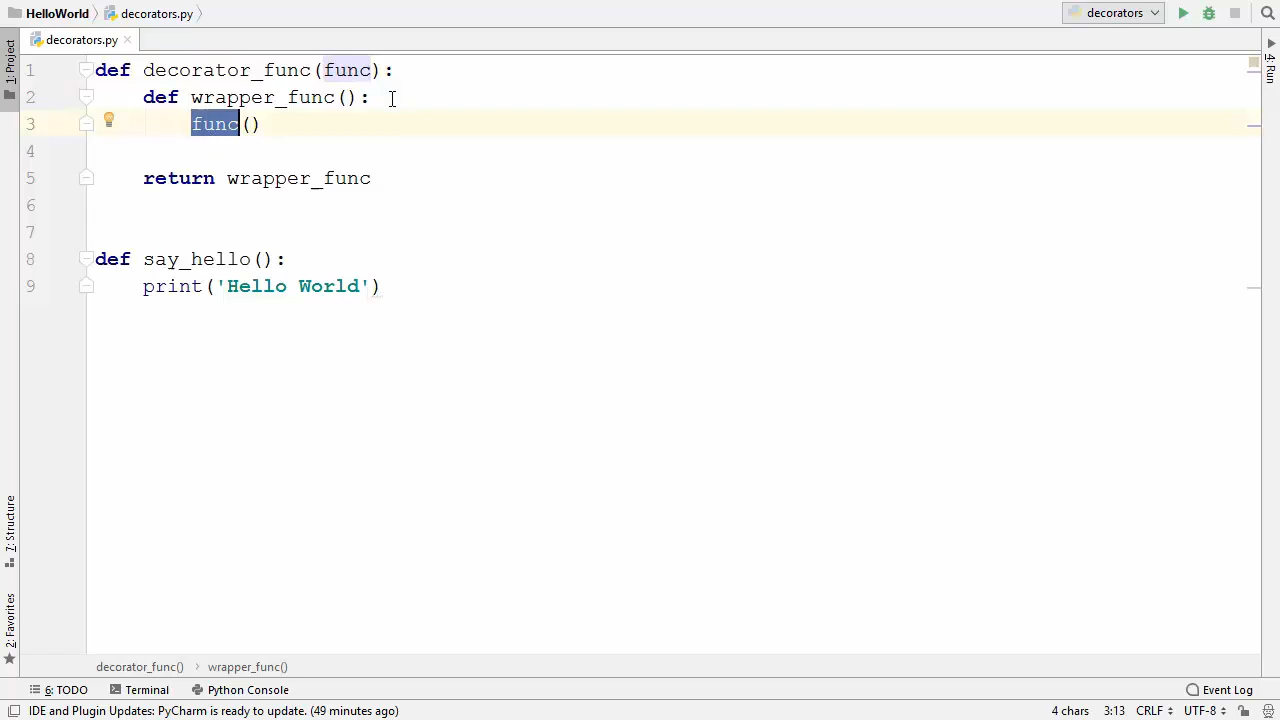 HelloWorld decorators.py decorators
1: Project decorators.py 4: Run
1 def decorator_func(func):
2     def wrapper_func():
3         func()
4
5     return wrapper_func
6
7
8 def say_hello():
9     print('Hello World')
7: Structure
2: Favorites
decorator_func() wrapper_func()
6: TODO Terminal Python Console Event Log
IDE and Plugin Updates: PyCharm is ready to update. (49 minutes ago) 4 chars 3:13 CRLF UTF-8